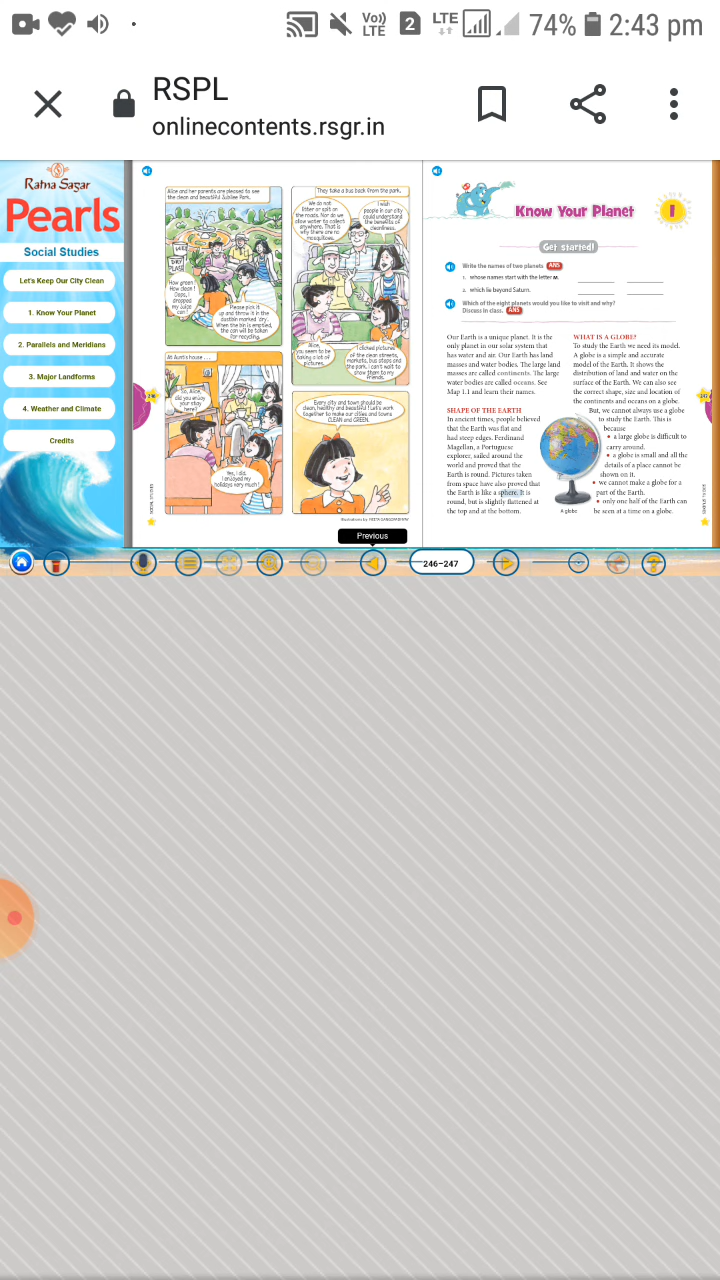 Vo)) LTE 2 LTE 74% 2:43 pm
RSPL
onlinecontents.rsgr.in
Ratna Sagar
Pearls
Social Studies
Let's Keep Our City Clean
1. Know Your Planet
2. Parallels and Meridians
3. Major Landforms
4. Weather and Climate
Credits
Alice and her parents are pleased to see
the clean and beautiful Jubilee Park.
WET
DRY
How green!
How clean!
Oops, I
dropped
my juice
can!
Please pick it
up and throw it in the
dustbin marked 'dry'.
When the bin is emptied,
the can will be taken
for recycling.
At Aunt's house . . .
So, Alice,
did you enjoy
your stay
here?
Yes, I did.
I enjoyed my
holidays very much!
They take a bus back from the park.
We do not
litter or spit on
the roads. Nor do we
allow water to collect
anywhere. That is
why there are no
mosquitoes.
I wish
people in our city
could understand
the benefits of
cleanliness.
Alice,
you seem to be
taking a lot of
pictures.
I clicked pictures
of the clear streets,
markets, bus stops and
the park. I can't wait to
show them to my
friends.
Every city and town should be
clean, healthy and beautiful! Let's work
together to make our cities and towns
CLEAN and GREEN.
246
SOCIAL STUDIES
Know Your Planet
1
Get started!
Write the names of two planets ANS
1. whose names start with the letter M.
2. which lie beyond Saturn.
Which of the eight planets would you like to visit and why?
Discuss in class. ANS
Our Earth is a unique planet. It is the
only planet in our solar system that
has water and air. Our Earth has land
masses and water bodies. The large land
masses are called continents. The large
water bodies are called oceans. See
Map 1.1 and learn their names.
SHAPE OF THE EARTH
In ancient times, people believed
that the Earth was flat and
had steep edges. Ferdinand
Magellan, a Portuguese
explorer, sailed around the
world and proved that the
Earth is round. Pictures taken
from space have also proved that
the Earth is like a sphere. It is
round, but is slightly flattened at
the top and at the bottom.
WHAT IS A GLOBE?
To study the Earth we need its model.
A globe is a simple and accurate
model of the Earth. It shows the
distribution of land and water on the
surface of the Earth. We can also see
the correct shape, size and location of
the continents and oceans on a globe.
But, we cannot always use a globe
to study the Earth. This is
because
• a large globe is difficult to
carry around.
• a globe is small and all the
details of a place cannot be
shown on it.
• we cannot make a globe for a
part of the Earth.
• only one half of the Earth can
be seen at a time on a globe.
A globe
247
SOCIAL STUDIES
Previous
246-247